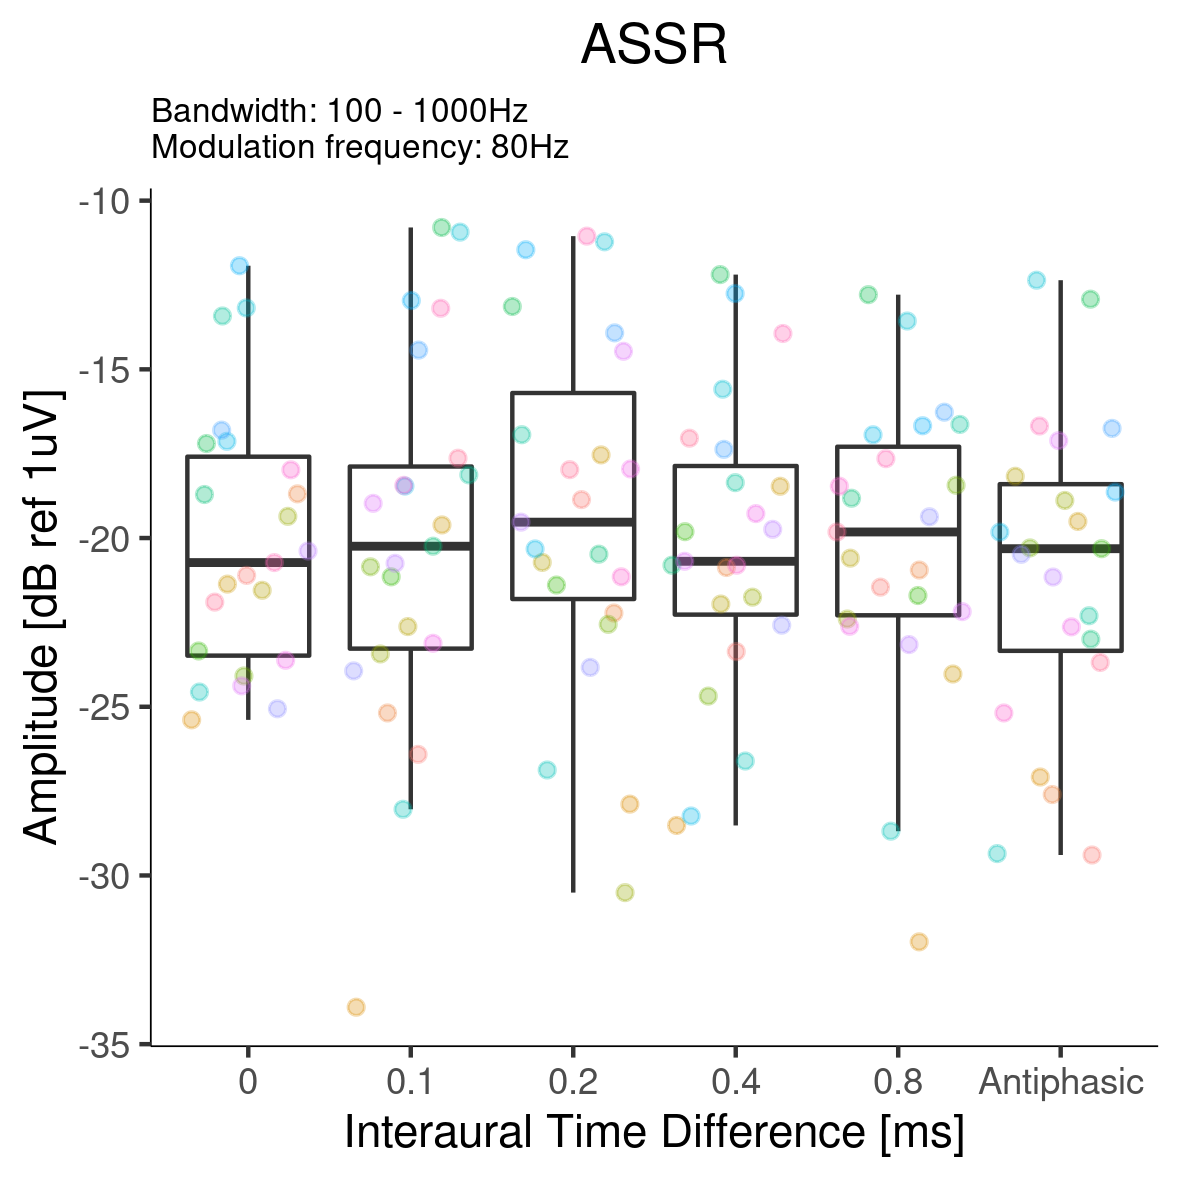 ASSR
Bandwidth: 100 - 1000Hz
Modulation frequency: 80Hz
Amplitude [dB ref 1uV]
-10
-15
-20
-25
-30
-35
0 0.1 0.2 0.4 0.8 Antiphasic
Interaural Time Difference [ms]